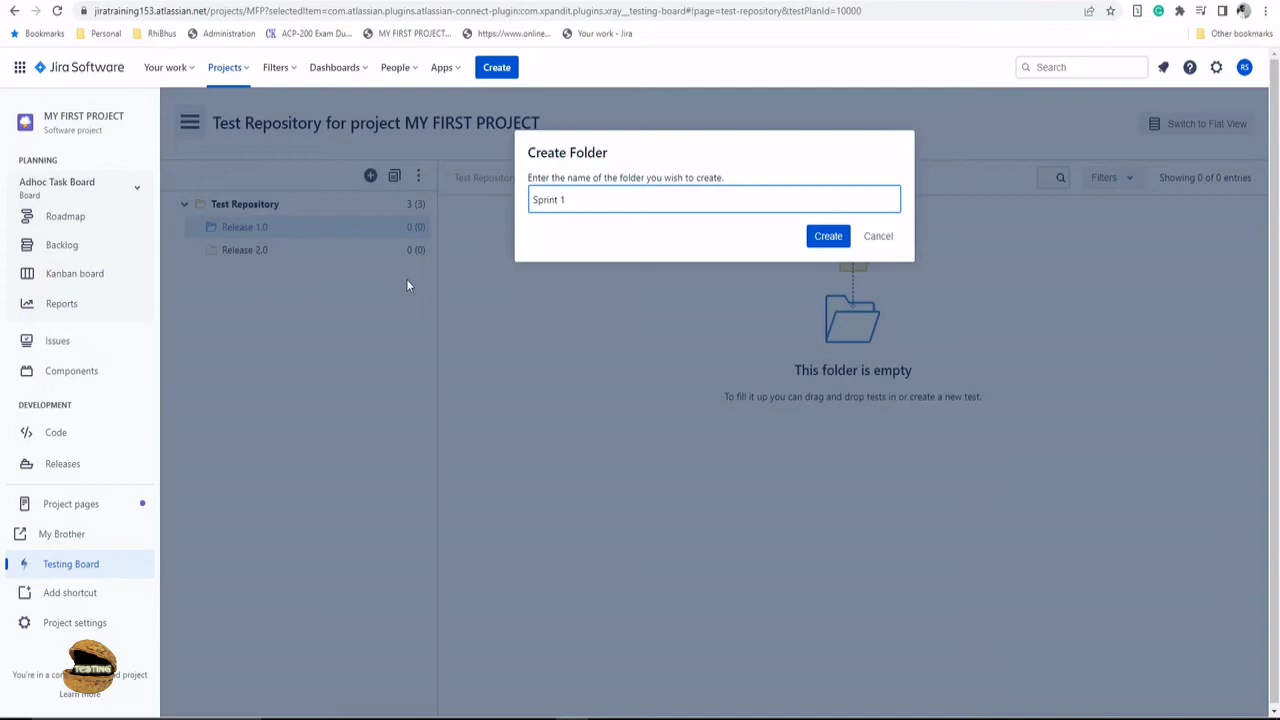 jiratraining153.atlassian.net/projects/MFP?selectedItem=com.atlassian.plugins.atlassian-connect-plugin:com.xpandit.plugins.xray__testing-board#!page=test-repository&testPlanId=10000
Bookmarks Personal RhiBhus Administration ACP-200 Exam Du... MY FIRST PROJECT... https://www.online... Your work - Jira Other bookmarks
Jira Software Your work Projects Filters Dashboards People Apps Create Search RS
MY FIRST PROJECT
Software project
PLANNING
Adhoc Task Board
Board
Roadmap
Backlog
Kanban board
Reports
Issues
Components
DEVELOPMENT
Code
Releases
Project pages
My Brother
Testing Board
Add shortcut
Project settings
TESTING
You're in a com d project
Learn more
Test Repository for project MY FIRST PROJECT
Switch to Flat View
Test Repository Filters Showing 0 of 0 entries
Test Repository 3 (3)
Release 1.0 0 (0)
Release 2.0 0 (0)
Create Folder
Enter the name of the folder you wish to create.
Sprint 1
Create Cancel
This folder is empty
To fill it up you can drag and drop tests in or create a new test.